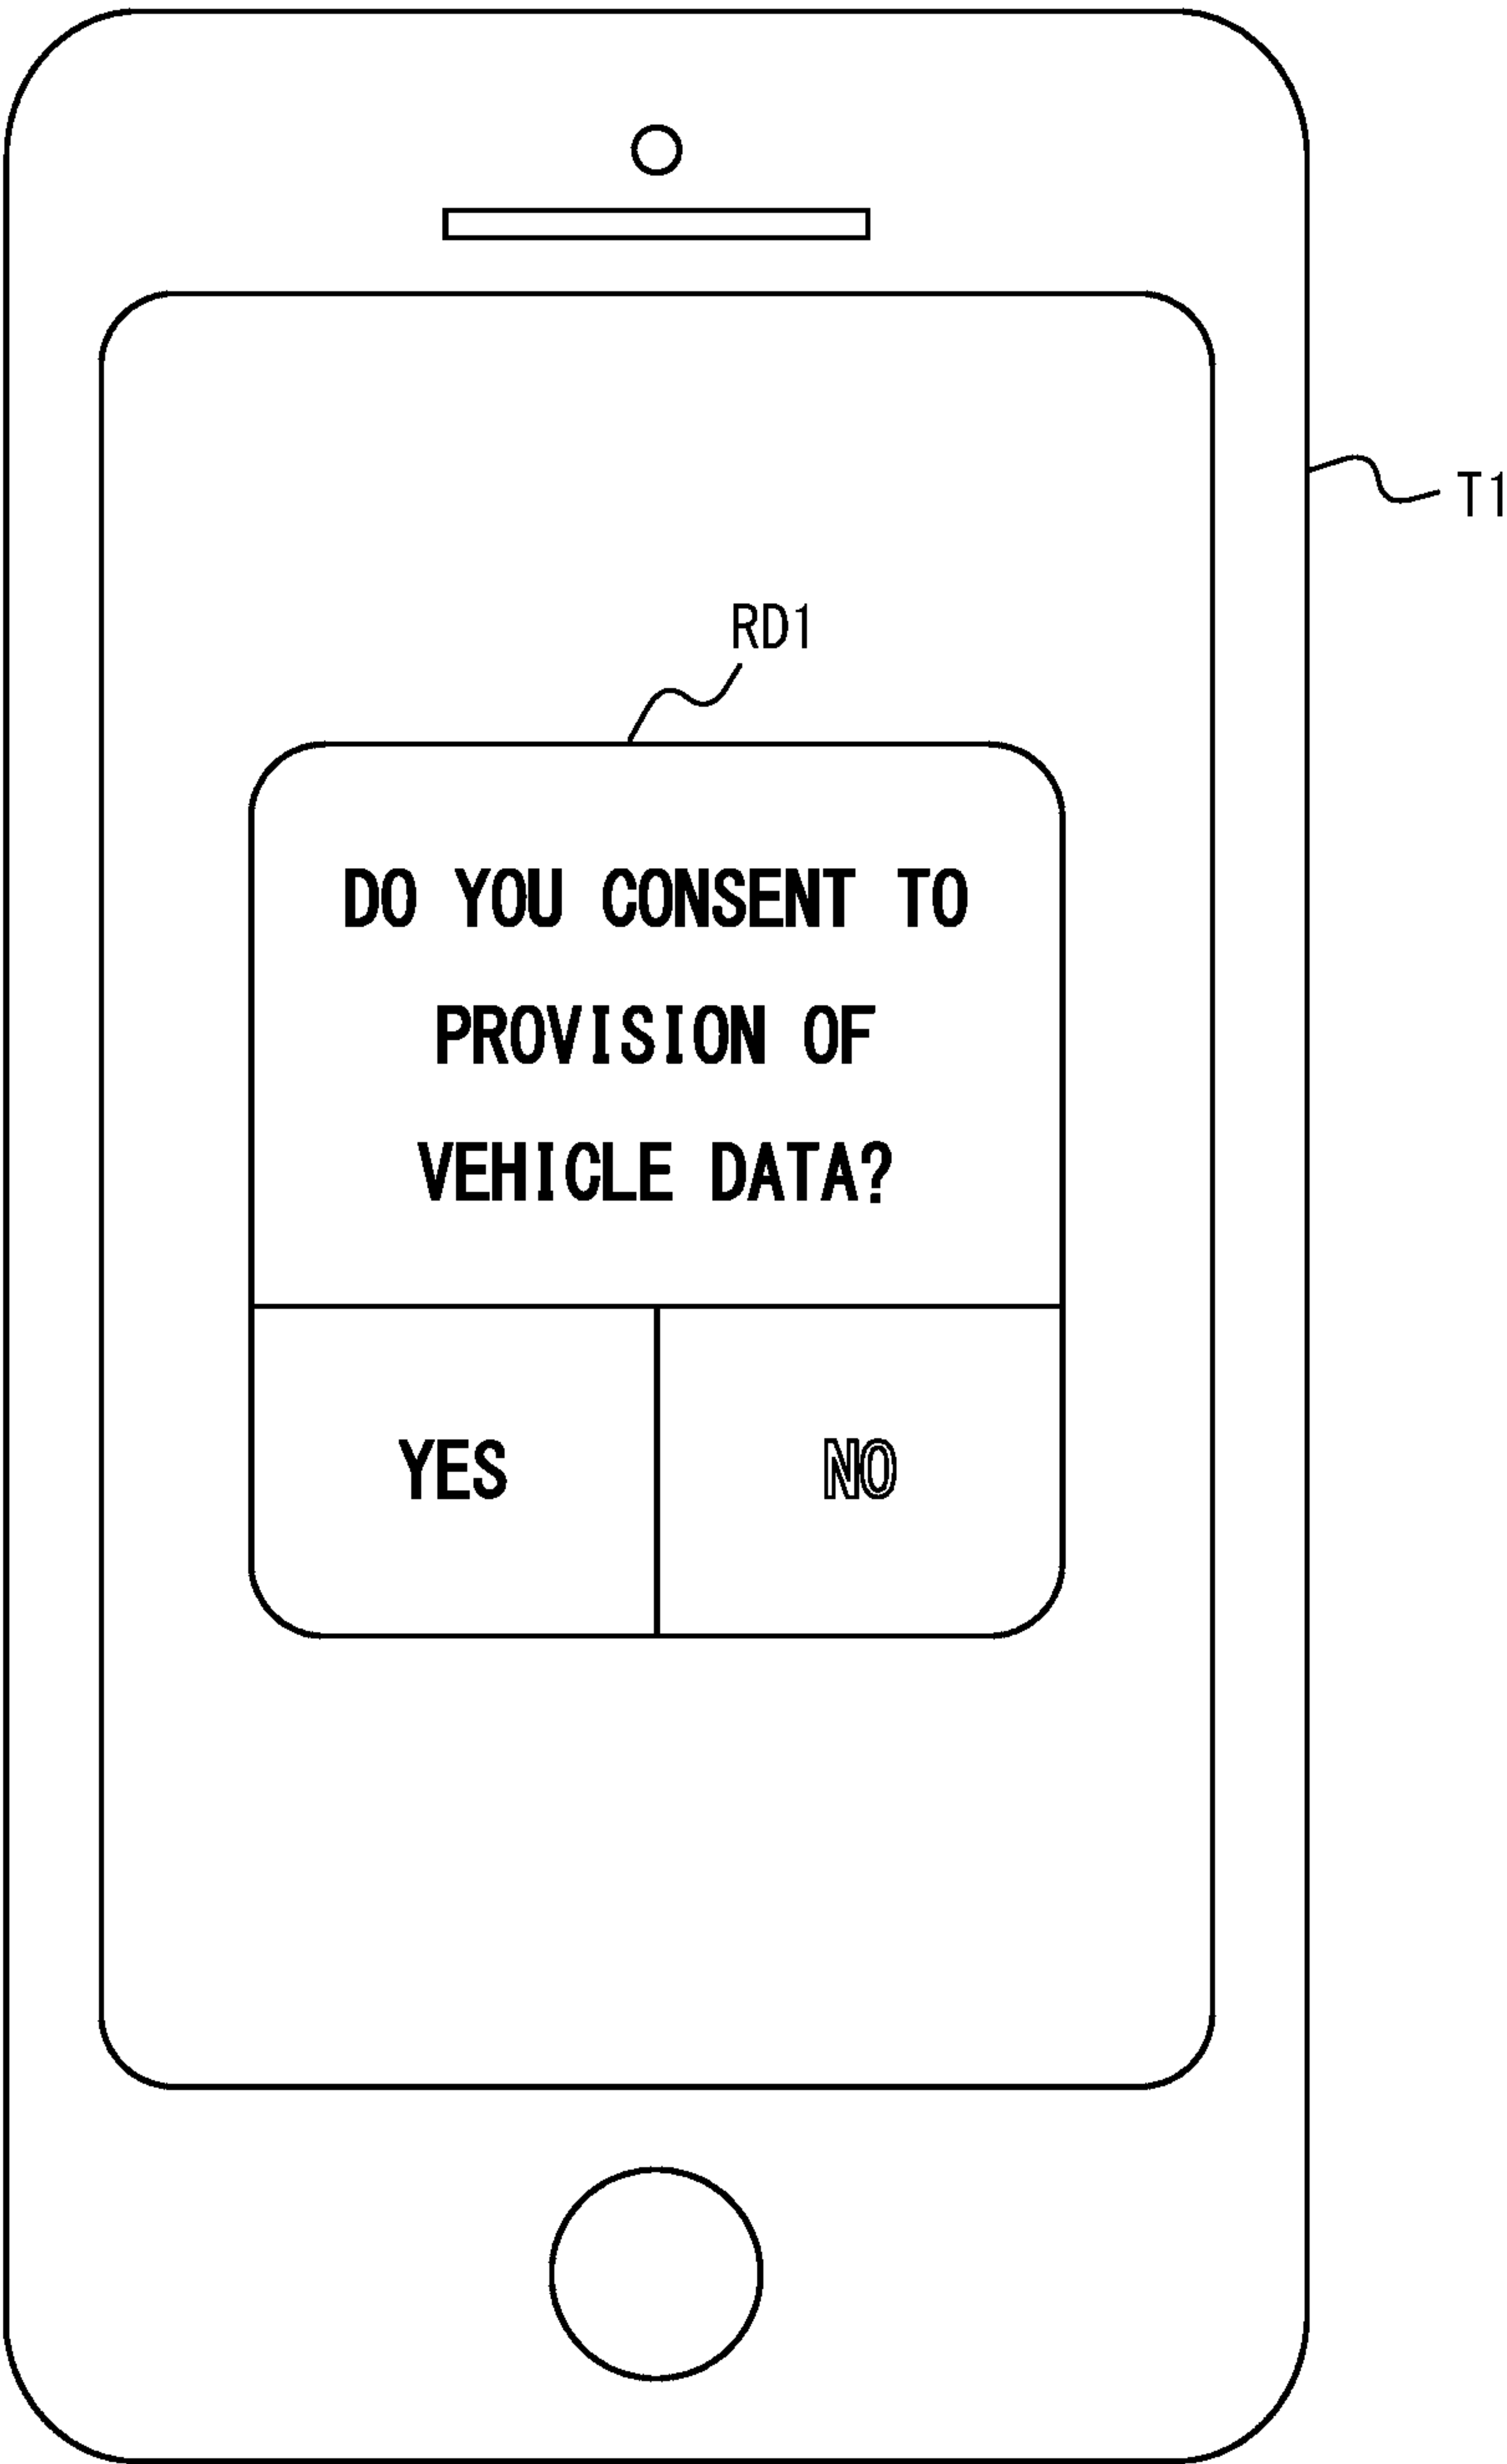 T1
RD1
DO YOU CONSENT TO
PROVISION OF
VEHICLE DATA?
YES
NO